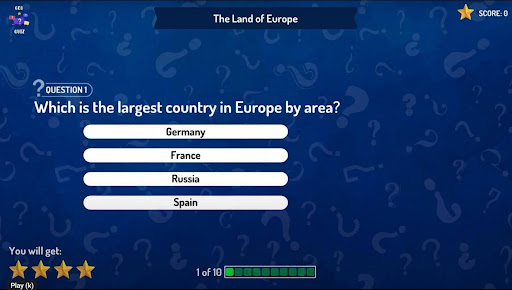 GEO
QUIZ
The Land of Europe
SCORE: 0
? QUESTION 1
Which is the largest country in Europe by area?
Germany
France
Russia
Spain
You will get:
1 of 10
Play (k)